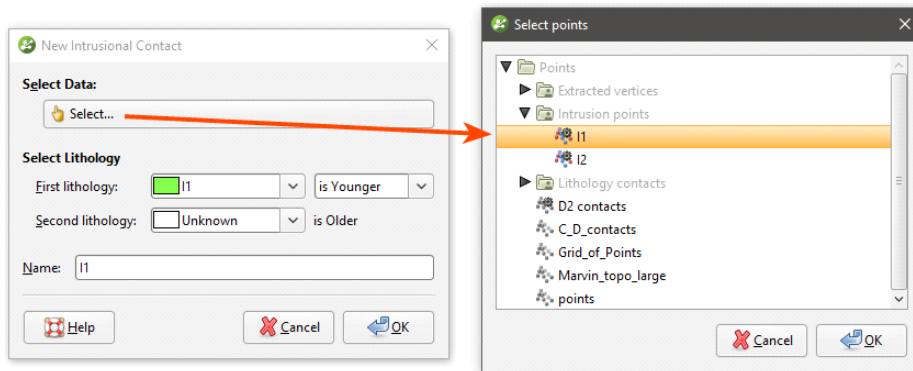 New Intrusional Contact
Select Data:
Select...
Select Lithology
First lithology: I1 is Younger
Second lithology: Unknown is Older
Name: I1
Help Cancel OK
Select points
Points
Extracted vertices
Intrusion points
I1
I2
Lithology contacts
D2 contacts
C_D_contacts
Grid_of_Points
Marvin_topo_large
points
Cancel OK